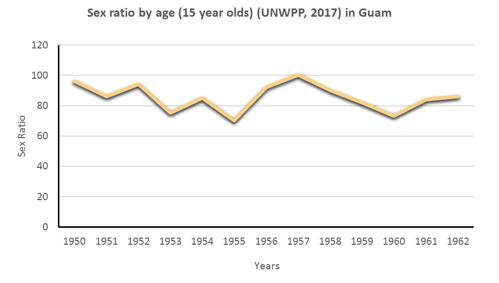 Sex ratio by age (15 year olds) (UNWPP, 2017) in Guam
120
100
80
60
40
20
0
Sex Ratio
1950 1951 1952 1953 1954 1955 1956 1957 1958 1959 1960 1961 1962
Years